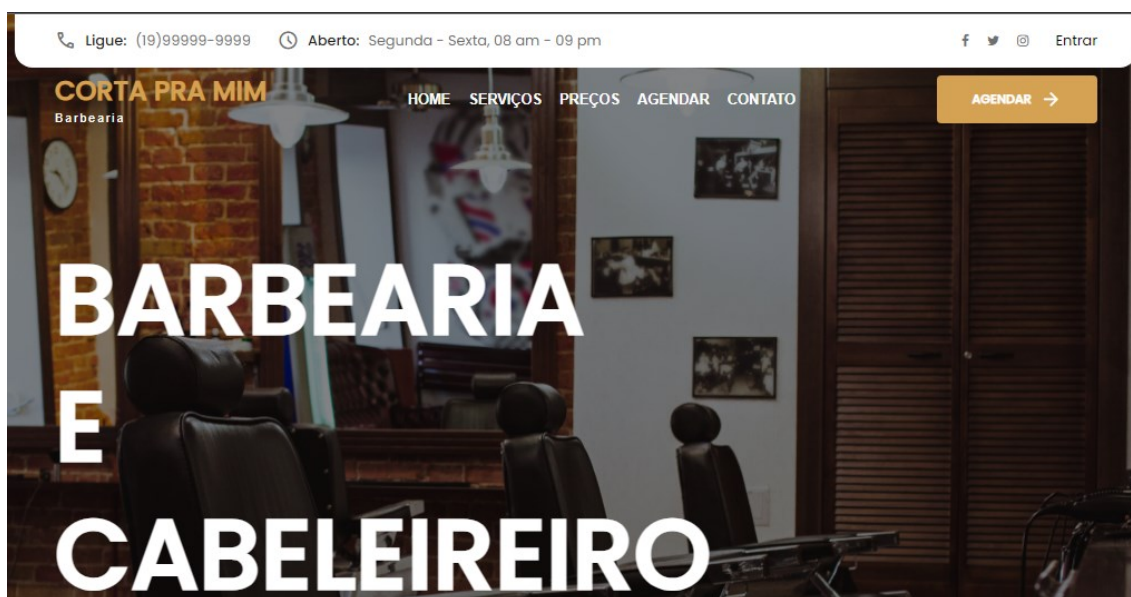 Ligue: (19)99999-9999 Aberto: Segunda - Sexta, 08 am - 09 pm Entrar
CORTA PRA MIM
Barbearia
HOME SERVIÇOS PREÇOS AGENDAR CONTATO
AGENDAR →
BARBEARIA
E
CABELEIREIRO